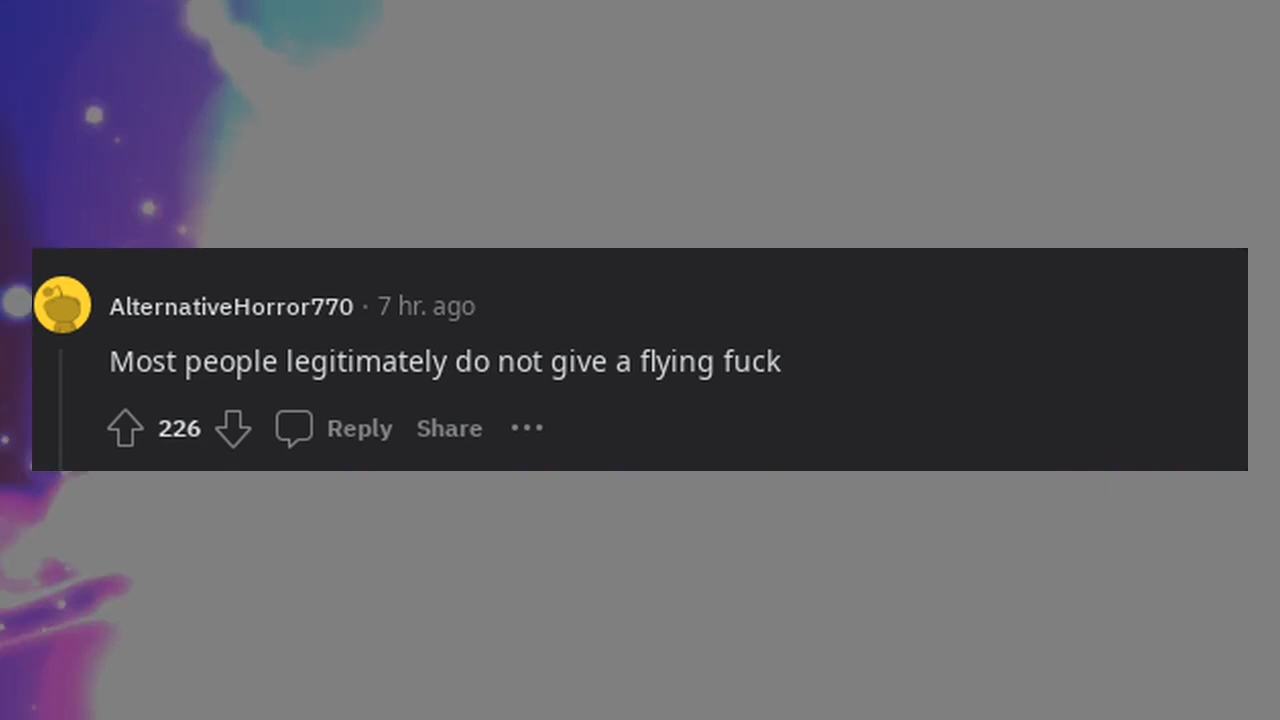 AlternativeHorror770 · 7 hr. ago
Most people legitimately do not give a flying fuck
226 Reply Share ···